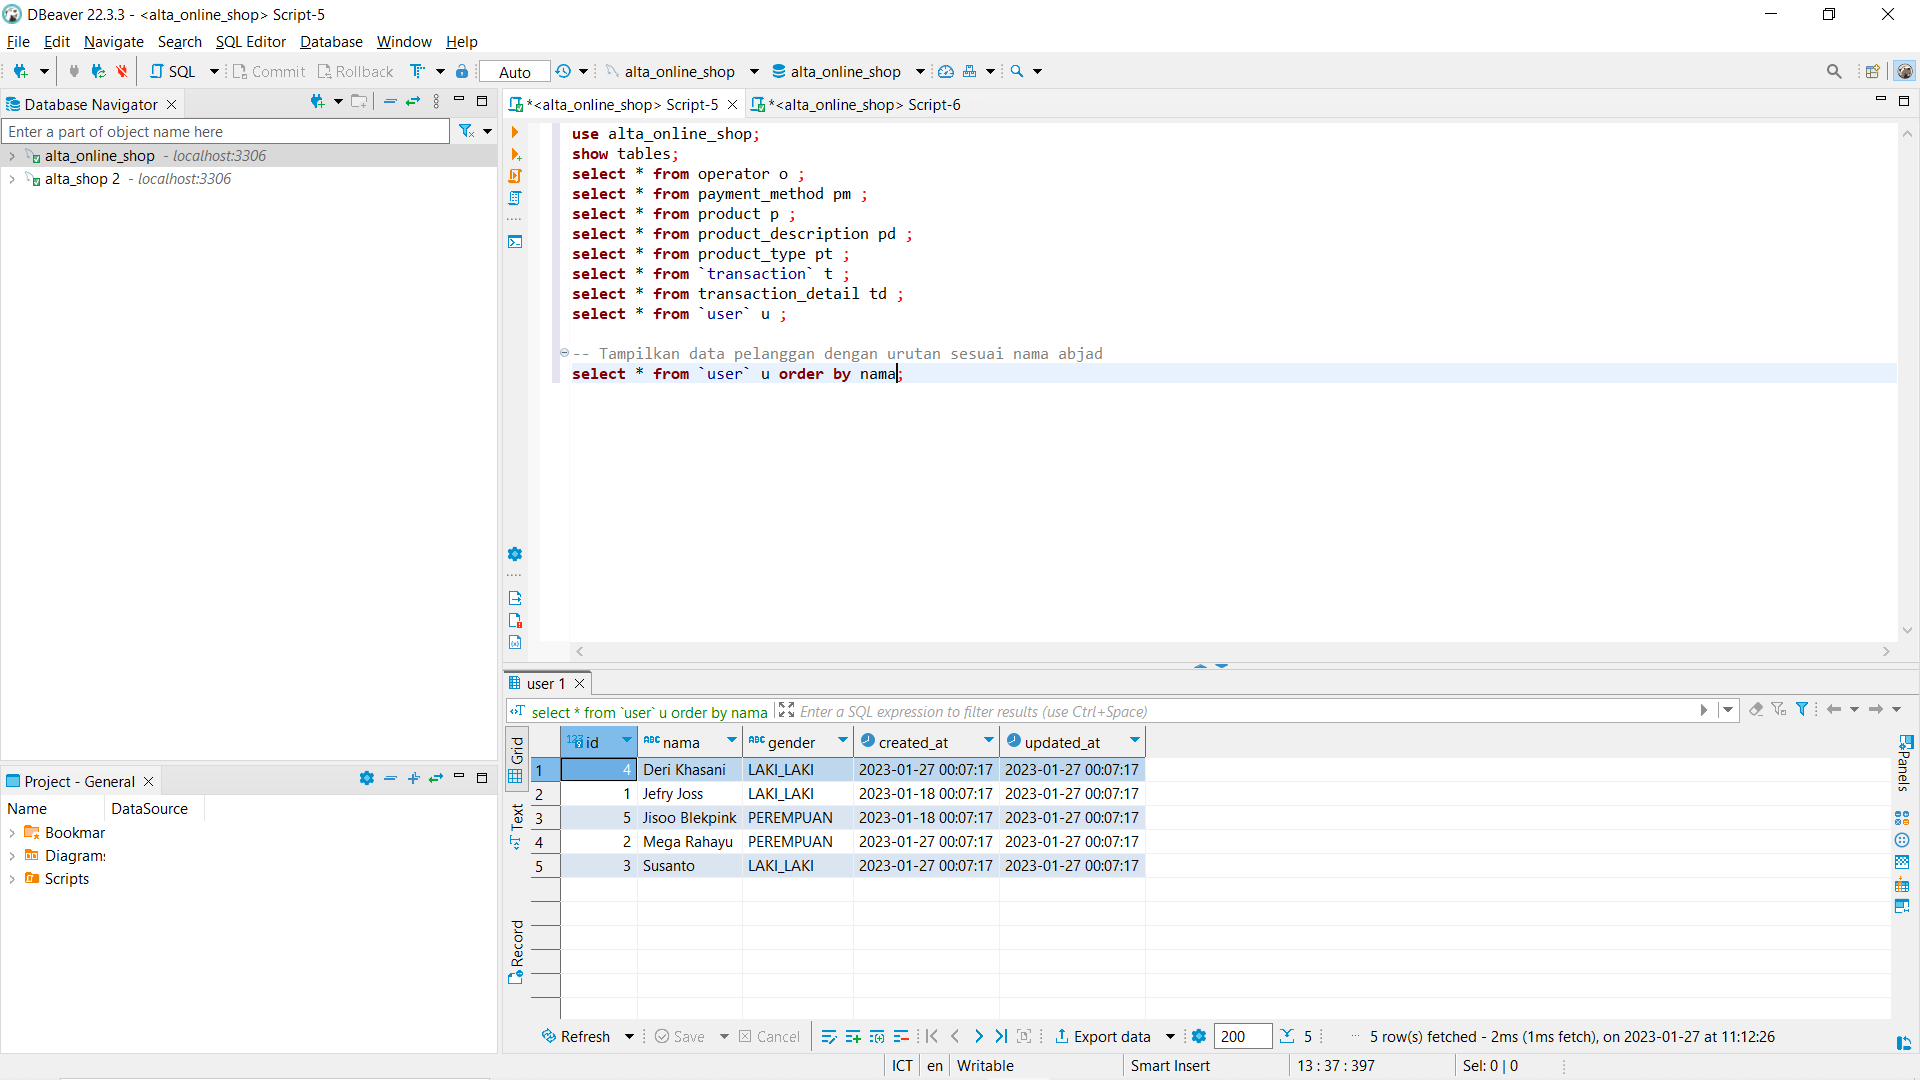 DBeaver 22.3.3 - <alta_online_shop> Script-5
File Edit Navigate Search SQL Editor Database Window Help
SQL Commit Rollback Auto alta_online_shop alta_online_shop
Database Navigator
Enter a part of object name here
alta_online_shop - localhost:3306
alta_shop 2 - localhost:3306
*<alta_online_shop> Script-5 *<alta_online_shop> Script-6
use alta_online_shop;
show tables;
select * from operator o ;
select * from payment_method pm ;
select * from product p ;
select * from product_description pd ;
select * from product_type pt ;
select * from `transaction` t ;
select * from transaction_detail td ;
select * from `user` u ;
-- Tampilkan data pelanggan dengan urutan sesuai nama abjad
select * from `user` u order by nama;
Project - General
Name DataSource
Bookmar
Diagrams
Scripts
user 1
select * from `user` u order by nama Enter a SQL expression to filter results (use Ctrl+Space)
Grid
Text
Record
123 id ABC nama ABC gender created_at updated_at
1 4 Deri Khasani LAKI_LAKI 2023-01-27 00:07:17 2023-01-27 00:07:17
2 1 Jefry Joss LAKI_LAKI 2023-01-18 00:07:17 2023-01-27 00:07:17
3 5 Jisoo Blekpink PEREMPUAN 2023-01-18 00:07:17 2023-01-27 00:07:17
4 2 Mega Rahayu PEREMPUAN 2023-01-27 00:07:17 2023-01-27 00:07:17
5 3 Susanto LAKI_LAKI 2023-01-27 00:07:17 2023-01-27 00:07:17
Panels
Refresh Save Cancel Export data 200 5 5 row(s) fetched - 2ms (1ms fetch), on 2023-01-27 at 11:12:26
ICT en Writable Smart Insert 13 : 37 : 397 Sel: 0 | 0